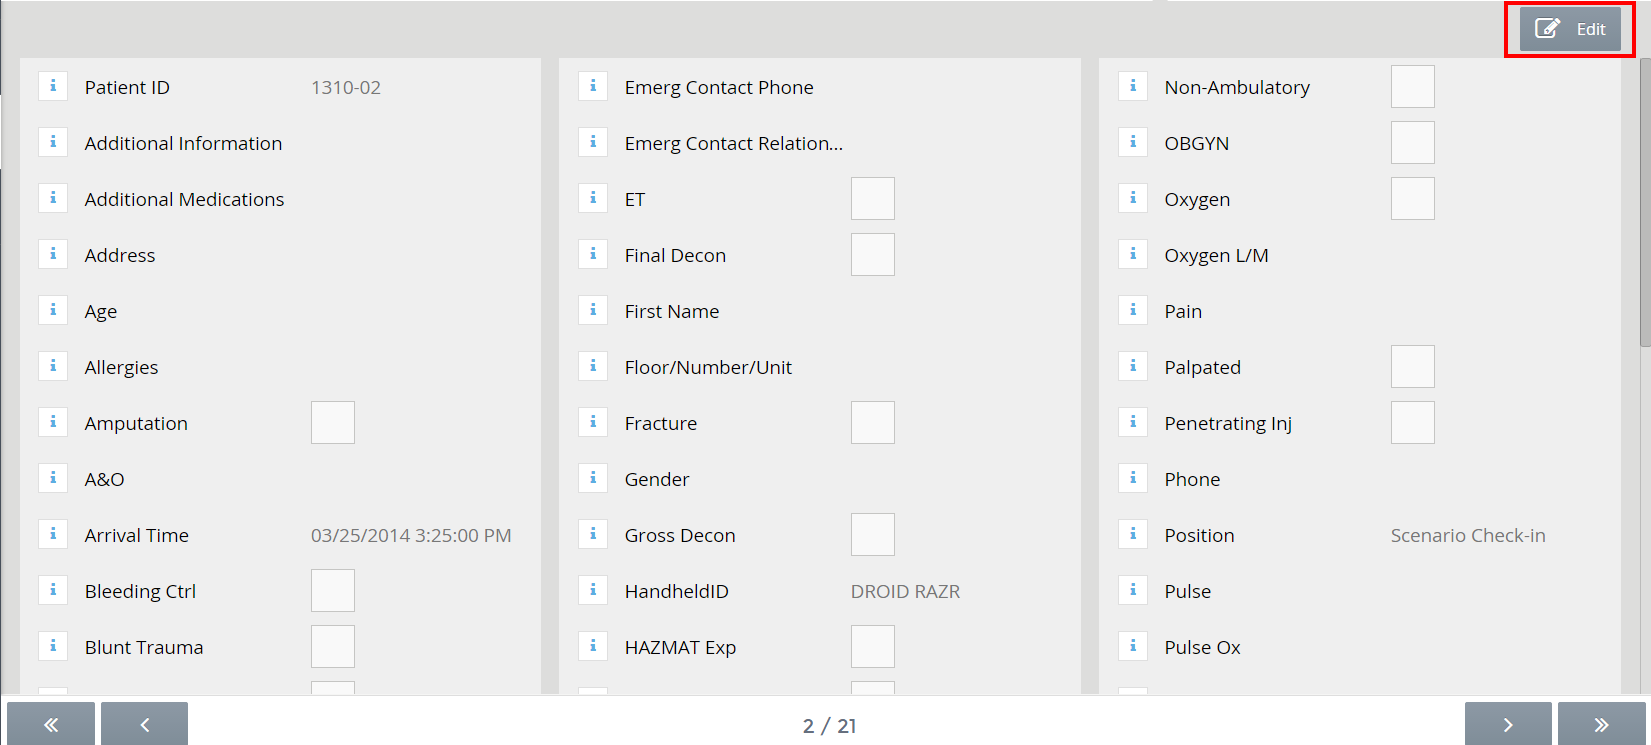 Edit
Patient ID 1310-02
Additional Information
Additional Medications
Address
Age
Allergies
Amputation
A&O
Arrival Time 03/25/2014 3:25:00 PM
Bleeding Ctrl
Blunt Trauma
Emerg Contact Phone
Emerg Contact Relation...
ET
Final Decon
First Name
Floor/Number/Unit
Fracture
Gender
Gross Decon
HandheldID DROID RAZR
HAZMAT Exp
Non-Ambulatory
OBGYN
Oxygen
Oxygen L/M
Pain
Palpated
Penetrating Inj
Phone
Position Scenario Check-in
Pulse
Pulse Ox
2 / 21